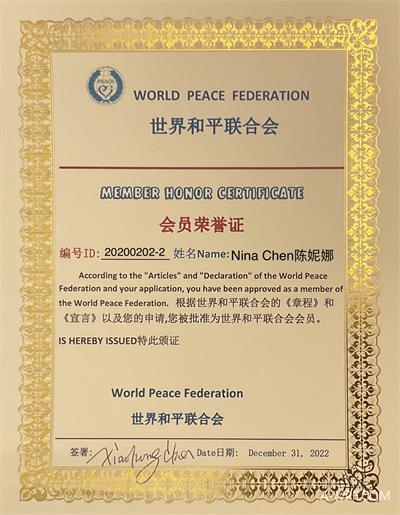 PEACE
WORLD PEACE FEDERATION
世界和平联合会
MEMBER HONOR CERTIFICATE
会员荣誉证
编号ID: 20200202-2 姓名Name: Nina Chen陈妮娜
According to the "Articles" and "Declaration" of the World Peace
Federation and your application, you have been approved as a member of
the World Peace Federation. 根据世界和平联合会的《章程》和
《宣言》以及您的申请,您被批准为世界和平联合会会员。
IS HEREBY ISSUED特此颁证
World Peace Federation
世界和平联合会
签署: Date日期: December 31, 2022